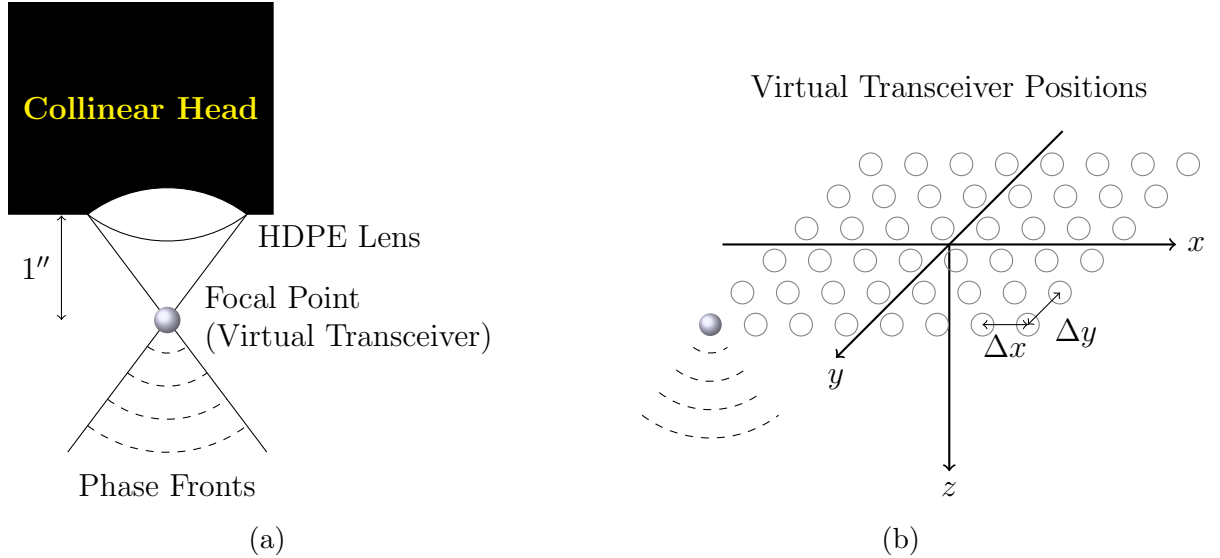 Collinear Head
HDPE Lens
1″
Focal Point
(Virtual Transceiver)
Phase Fronts
(a)
Virtual Transceiver Positions
x
Δx
Δy
y
z
(b)